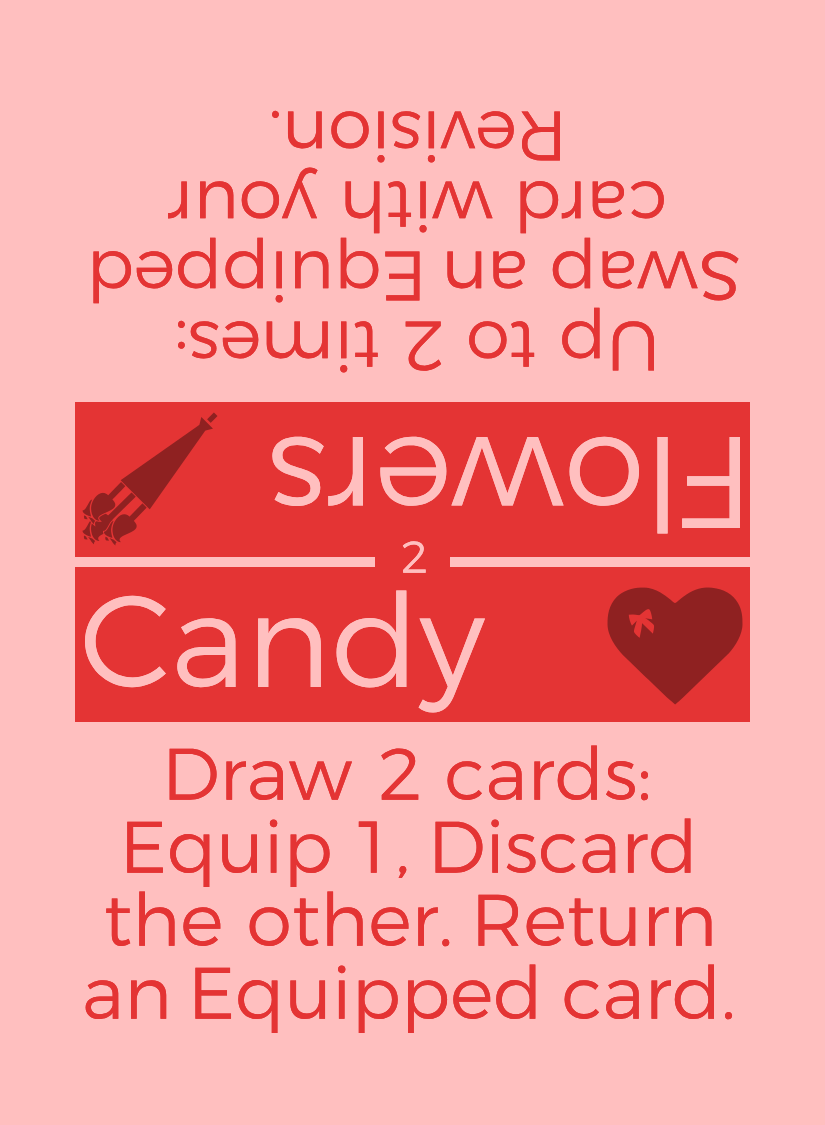 Up to 2 times:
Swap an Equipped
card with your
Revision.
Flowers
2
Candy
Draw 2 cards:
Equip 1, Discard
the other. Return
an Equipped card.